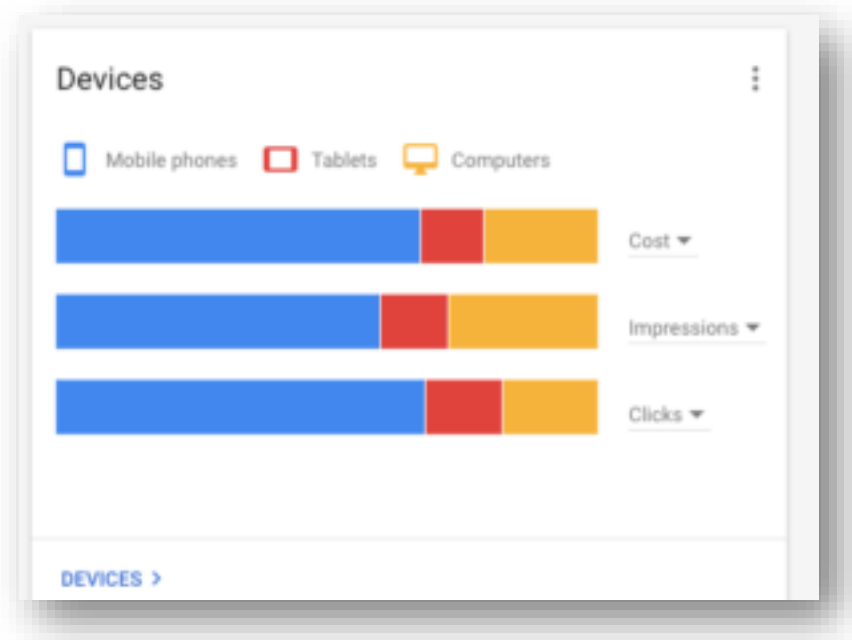 Devices
Mobile phones Tablets Computers
Cost
Impressions
Clicks
DEVICES >